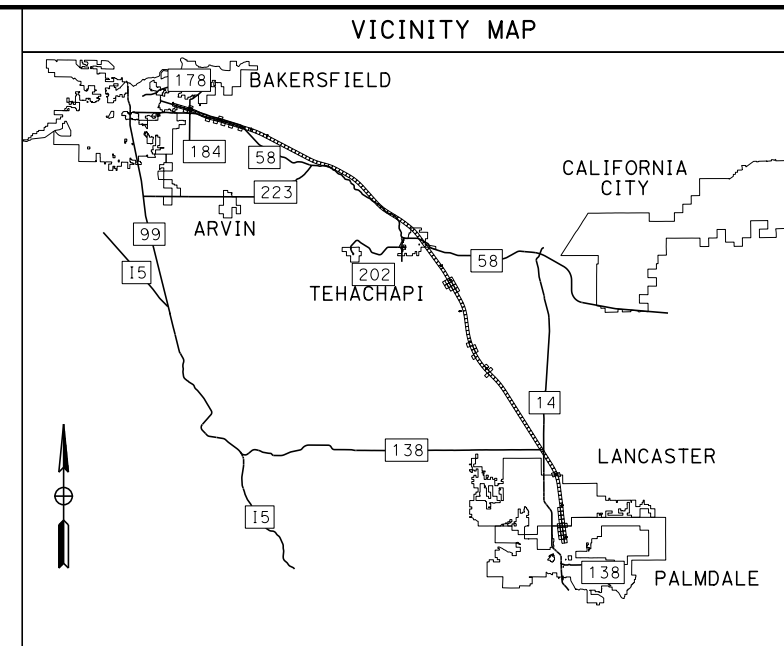 VICINITY MAP
178
BAKERSFIELD
184
58
223
ARVIN
CALIFORNIA
CITY
99
I5
202
58
TEHACHAPI
14
138
LANCASTER
I5
138
PALMDALE